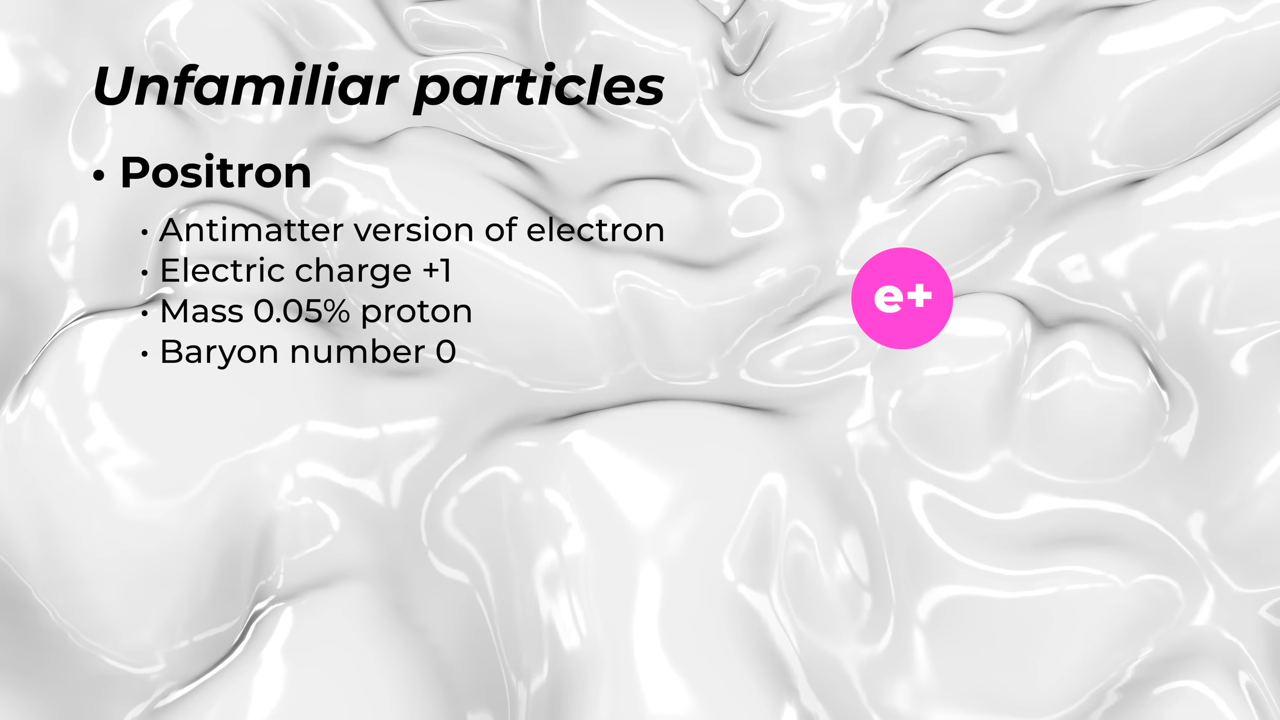 Unfamiliar particles
• Positron
• Antimatter version of electron
• Electric charge +1
• Mass 0.05% proton
• Baryon number 0
e+